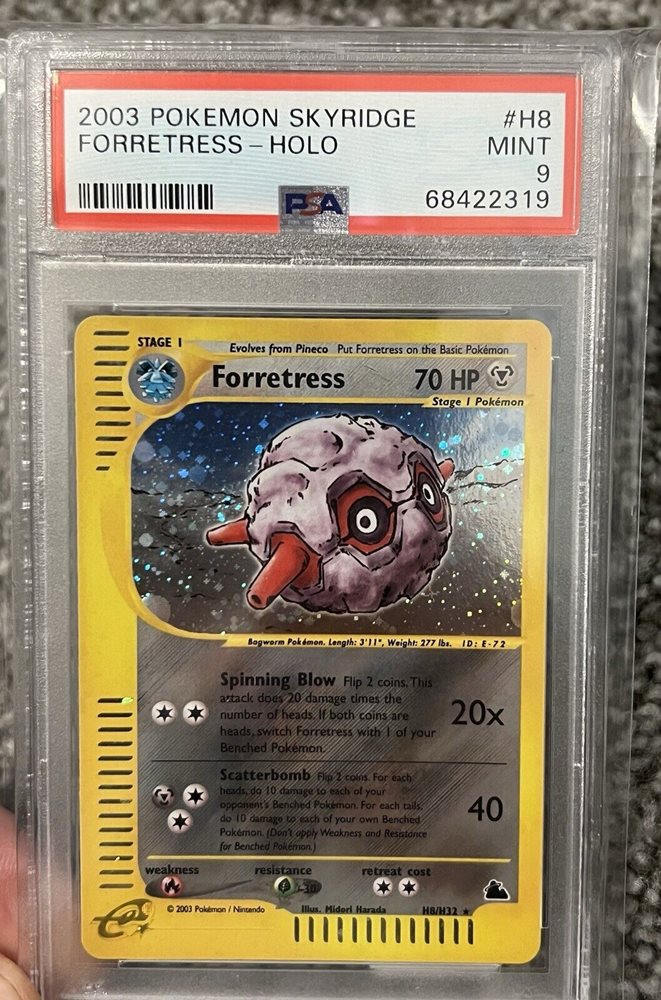 2003 POKEMON SKYRIDGE #H8
FORRETRESS - HOLO MINT
9
PSA 68422319
STAGE 1 Evolves from Pineco Put Forretress on the Basic Pokémon
Forretress 70 HP
Stage 1 Pokémon
Bagworm Pokémon. Length: 3'11", Weight: 277 lbs. ID: E-72
Spinning Blow Flip 2 coins. This
attack does 20 damage times the
number of heads. If both coins are
heads, switch Forretress with 1 of your
Benched Pokémon.
20x
Scatterbomb Flip 2 coins. For each
heads, do 10 damage to each of your
opponent's Benched Pokémon. For each tails,
do 10 damage to each of your own Benched
Pokémon. (Don't apply Weakness and Resistance
for Benched Pokémon.)
40
weakness resistance retreat cost
-30
e
© 2003 Pokémon / Nintendo Illus. Midori Harada H8/H32 ★